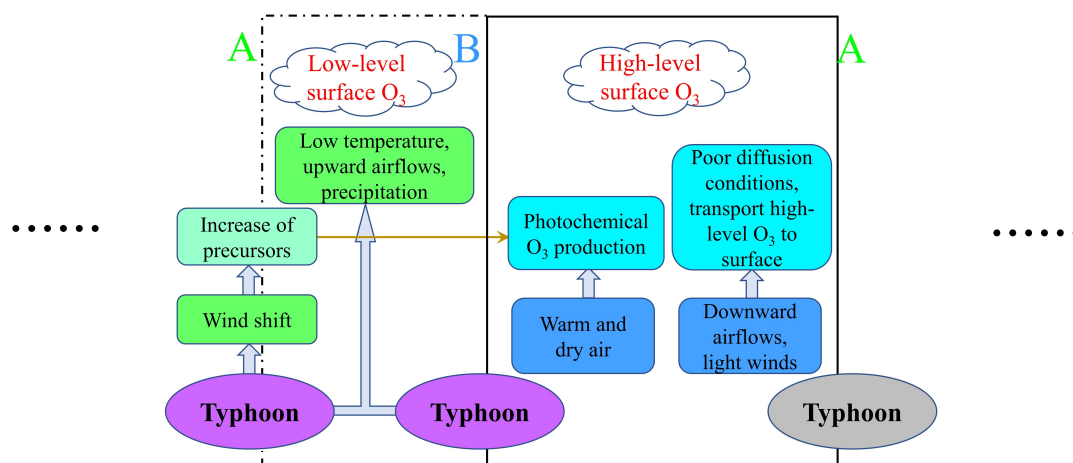 A
B
A
Low-level
surface O3
High-level
surface O3
Low temperature,
upward airflows,
precipitation
Poor diffusion
conditions,
transport high-
level O3 to
surface
Increase of
precursors
Photochemical
O3 production
Wind shift
Warm and
dry air
Downward
airflows,
light winds
Typhoon
Typhoon
Typhoon